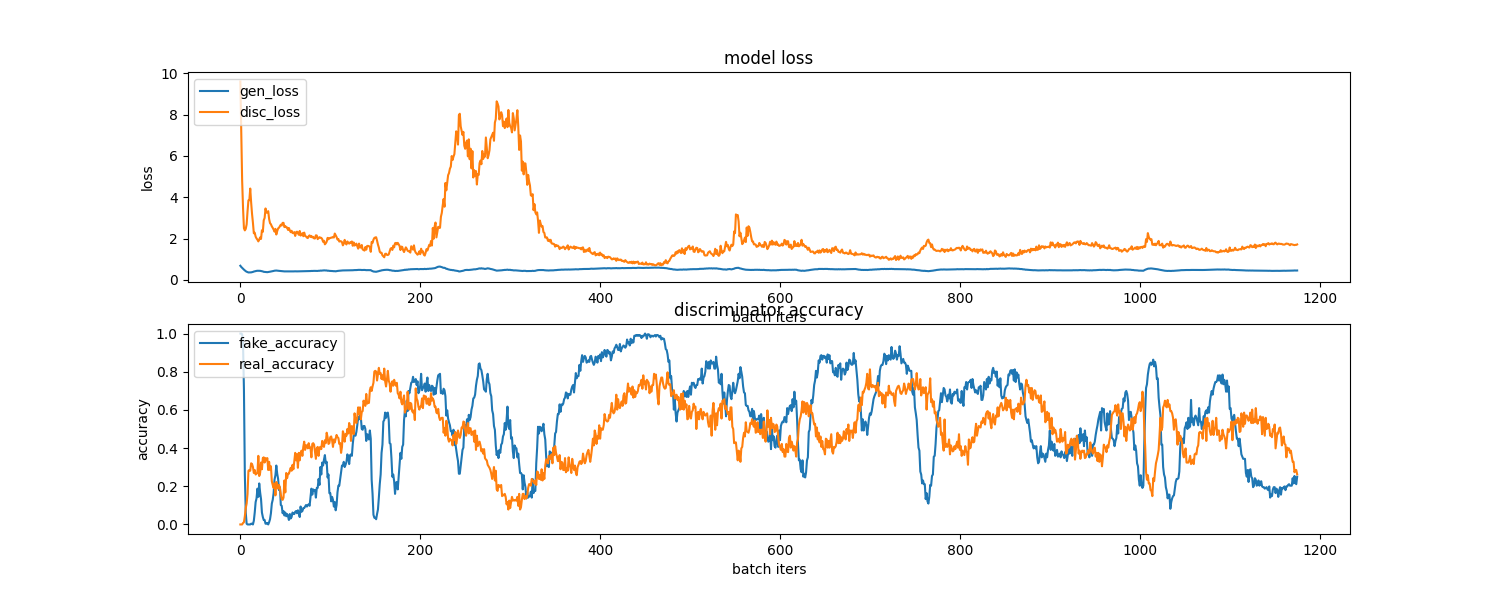 model loss
10
8
6
4
2
0
loss
gen_loss
disc_loss
0 200 400 600 800 1000 1200
batch iters
discriminator accuracy
1.0
0.8
0.6
0.4
0.2
0.0
accuracy
fake_accuracy
real_accuracy
0 200 400 600 800 1000 1200
batch iters